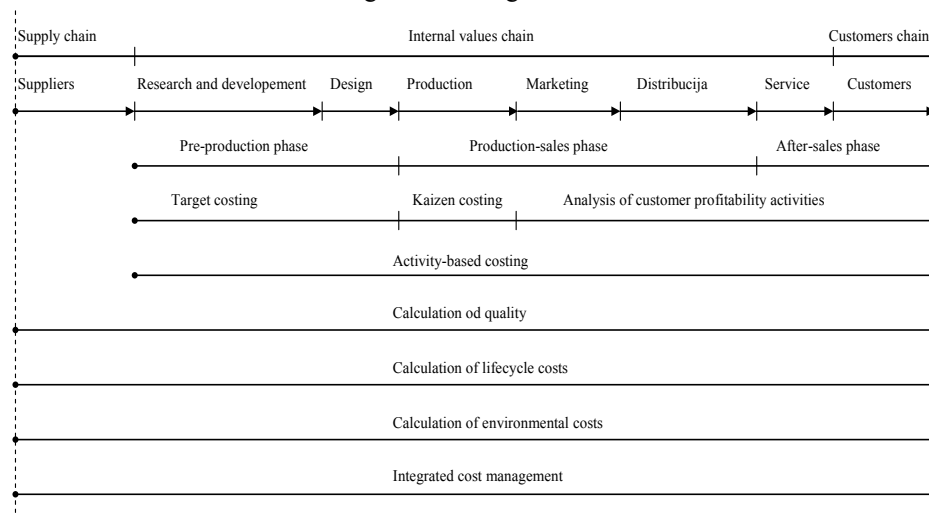 Supply chain Internal values chain Customers chain
Suppliers Research and developement Design Production Marketing Distribucija Service Customers
Pre-production phase Production-sales phase After-sales phase
Target costing Kaizen costing Analysis of customer profitability activities
Activity-based costing
Calculation od quality
Calculation of lifecycle costs
Calculation of environmental costs
Integrated cost management